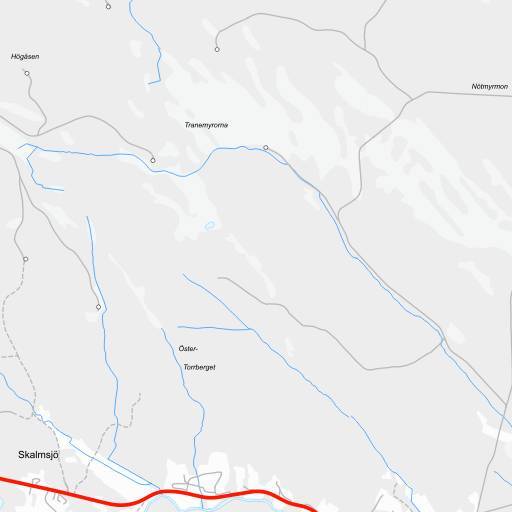 Högåsen
Nötmyrmon
Tranemyrorna
Öster-
Torrberget
Skalmsjö